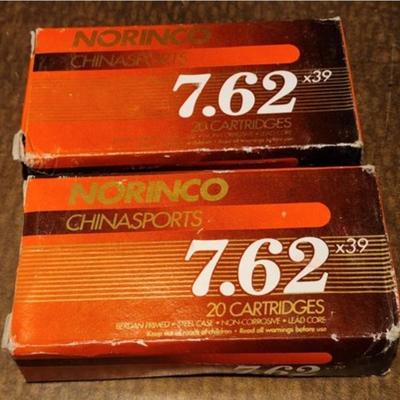 NORINCO
CHINASPORTS
7.62 x39
20 CARTRIDGES
NORINCO
CHINASPORTS
7.62 x39
20 CARTRIDGES
BERDAN PRIMED • STEEL CASE • NON-CORROSIVE • LEAD CORE
Keep out of reach of children • Read all warnings before use